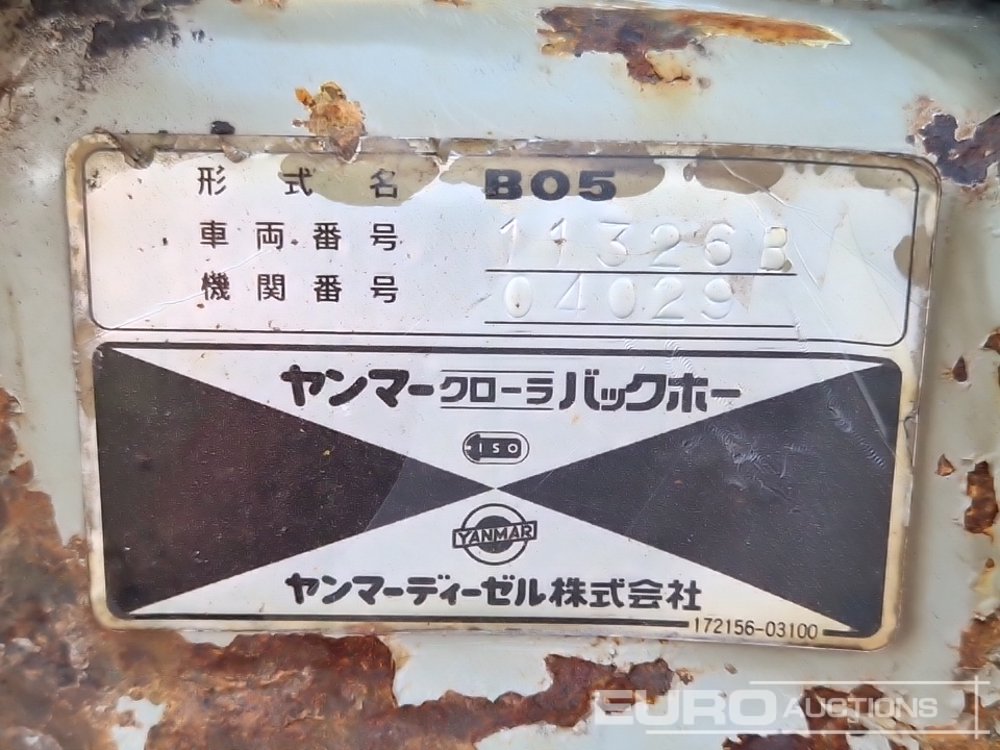 形式名 B05
車両番号 11326B
機関番号 04029
ヤンマークローラバックホー
ISO
YANMAR
ヤンマーディーゼル株式会社
172156-03100
EURO AUCTIONS